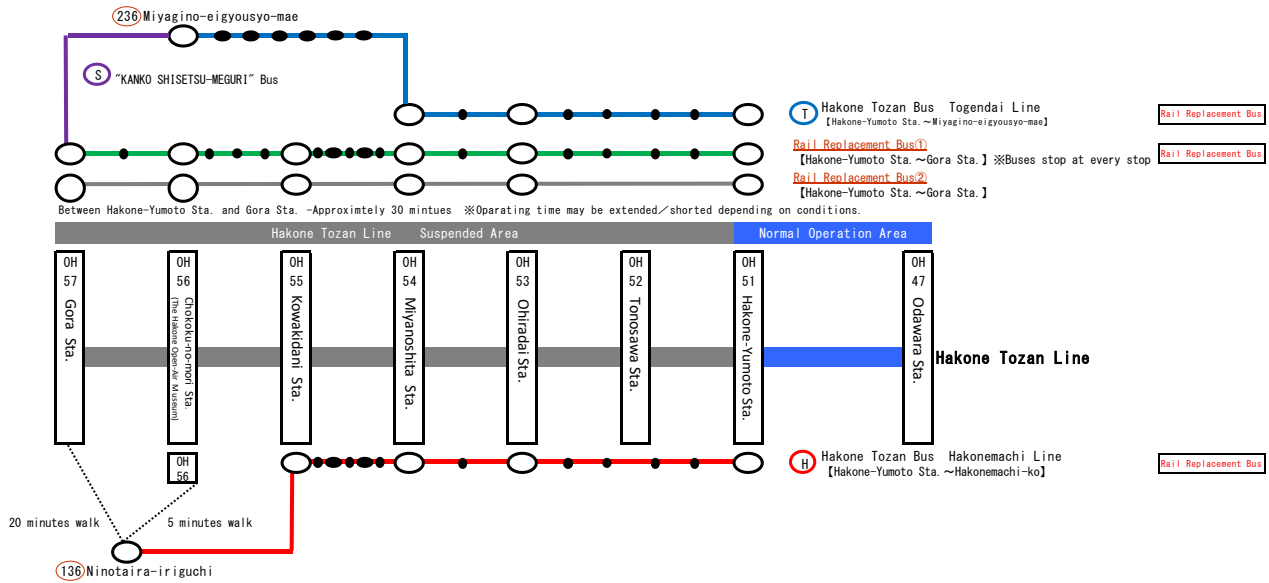 236 Miyagino-eigyousyo-mae
S "KANKO SHISETSU-MEGURI" Bus
T Hakone Tozan Bus Togendai Line
【Hakone-Yumoto Sta.～Miyagino-eigyousyo-mae】
Rail Replacement Bus
Rail Replacement Bus①
【Hakone-Yumoto Sta.～Gora Sta.】※Buses stop at every stop
Rail Replacement Bus
Rail Replacement Bus②
【Hakone-Yumoto Sta.～Gora Sta.】
Between Hakone-Yumoto Sta. and Gora Sta. -Approximtely 30 mintues ※Oparating time may be extended／shorted depending on conditions.
Hakone Tozan Line Suspended Area
Normal Operation Area
OH
57
Gora Sta.
OH
56
Chokoku-no-mori Sta.
(The Hakone Open-Air Museum)
OH
55
Kowakidani Sta.
OH
54
Miyanoshita Sta.
OH
53
Ohiradai Sta.
OH
52
Tonosawa Sta.
OH
51
Hakone-Yumoto Sta.
OH
47
Odawara Sta.
Hakone Tozan Line
OH
56
H Hakone Tozan Bus Hakonemachi Line
【Hakone-Yumoto Sta.～Hakonemachi-ko】
Rail Replacement Bus
20 minutes walk
5 minutes walk
136 Ninotaira-iriguchi